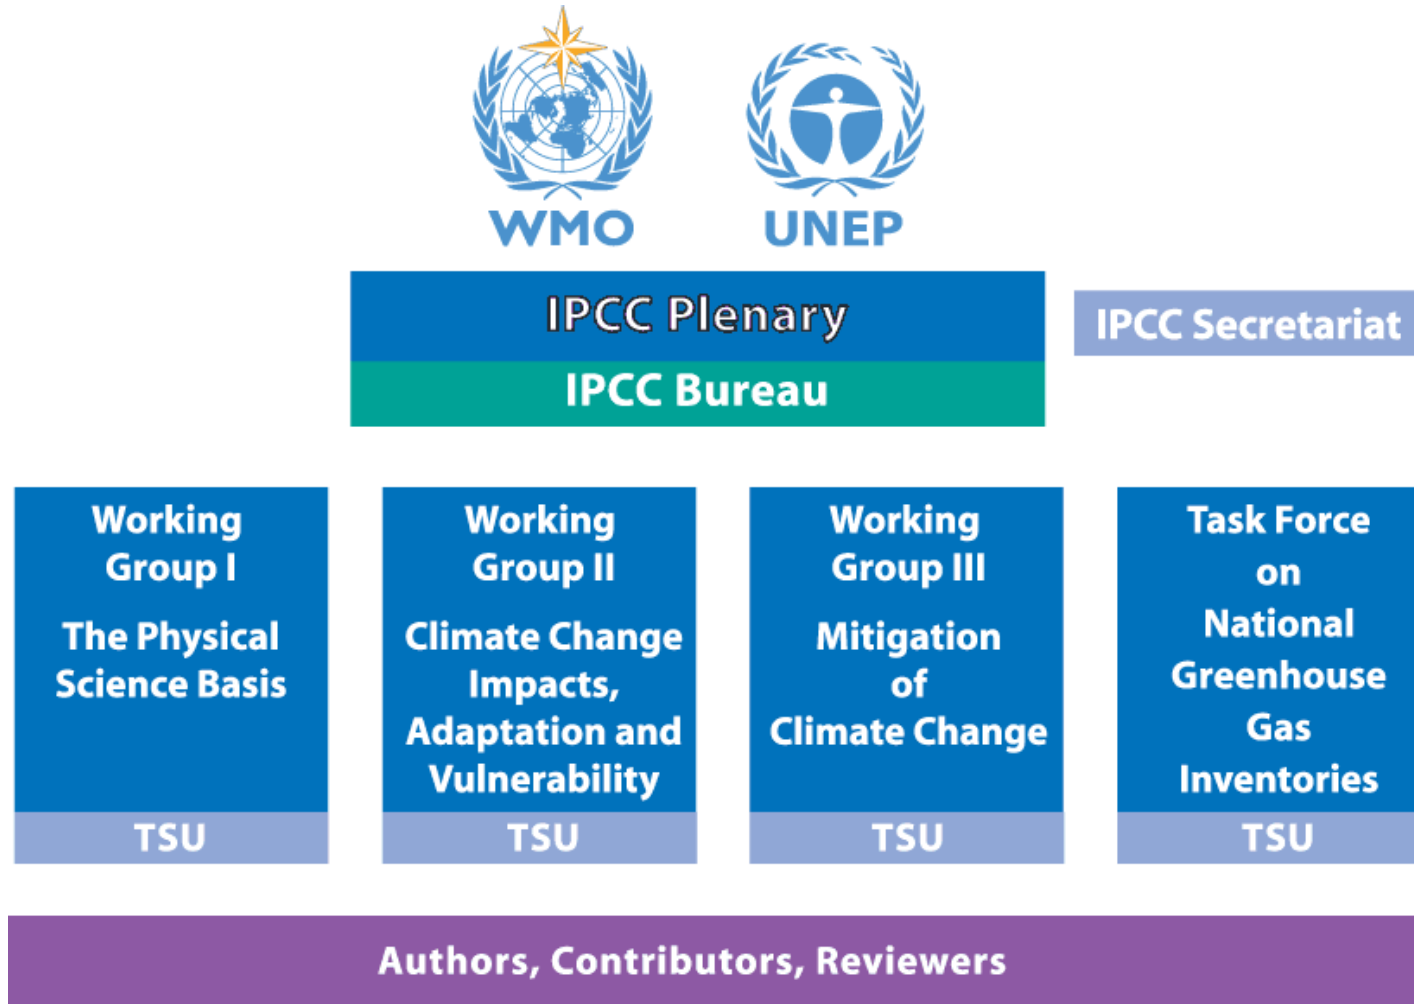 WMO
UNEP
IPCC Plenary
IPCC Bureau
IPCC Secretariat
Working
Group I
The Physical
Science Basis
TSU
Working
Group II
Climate Change
Impacts,
Adaptation and
Vulnerability
TSU
Working
Group III
Mitigation
of
Climate Change
TSU
Task Force
on
National
Greenhouse
Gas
Inventories
TSU
Authors, Contributors, Reviewers